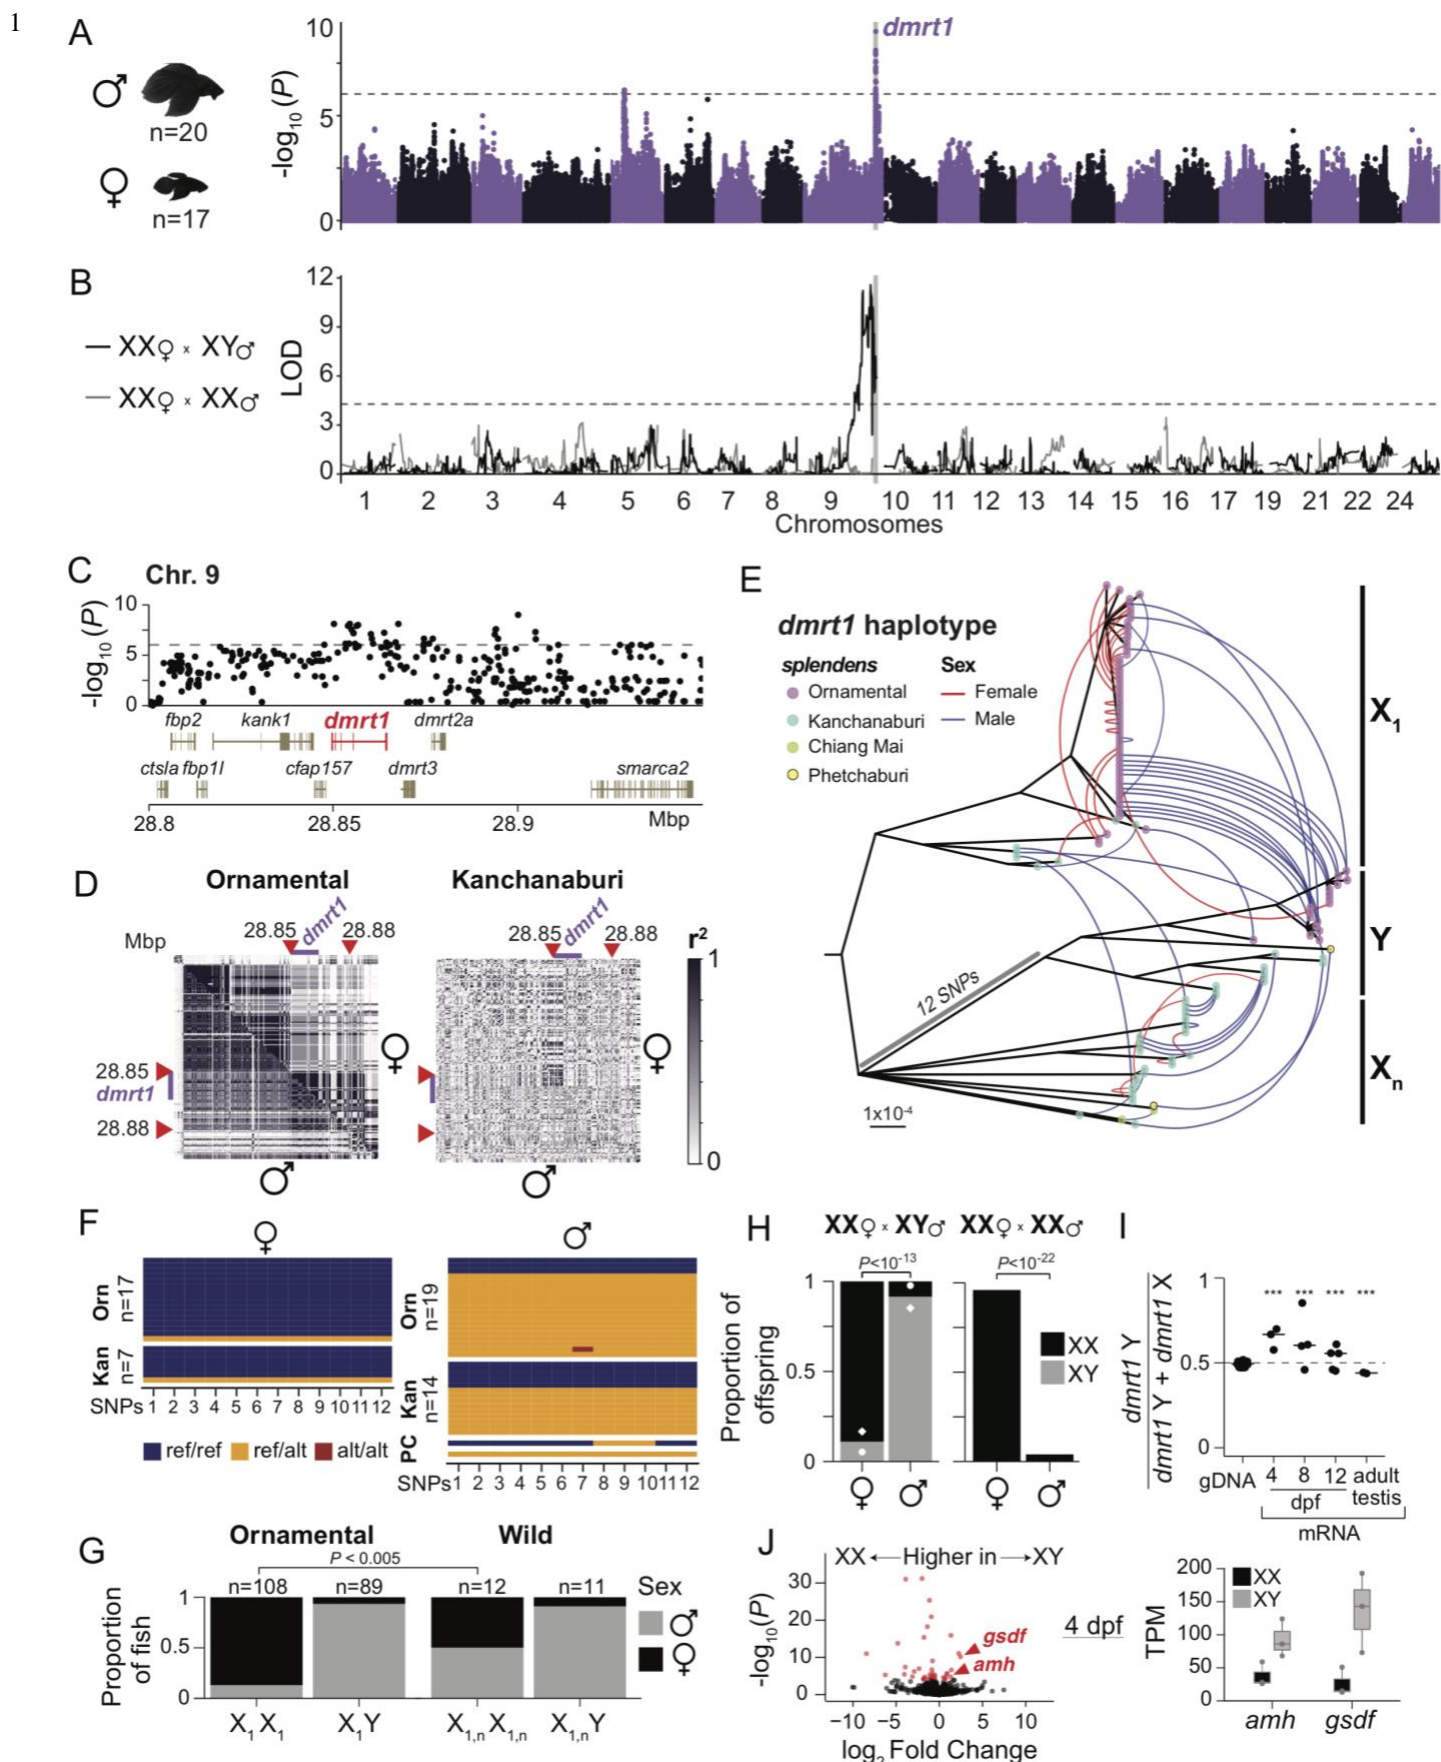 1
A
♂
n=20
♀
n=17
-log10 (P)
10
5
0
dmrt1
B
XX♀ x XY♂
XX♀ x XX♂
LOD
12
9
6
3
0
1 2 3 4 5 6 7 8 9 10 11 12 13 14 15 16 17 19 21 22 24
Chromosomes
C
Chr. 9
-log10 (P)
10
5
0
fbp2 kank1 dmrt1 dmrt2a
ctsla fbp1l cfap157 dmrt3 smarca2
28.8 28.85 28.9 Mbp
D
Ornamental Kanchanaburi
Mbp
28.85 dmrt1 28.88
28.85 dmrt1 28.88
r2
1
0
28.85
dmrt1
28.88
♀ ♀
♂ ♂
E
dmrt1 haplotype
splendens Sex
Ornamental Female
Kanchanaburi Male
Chiang Mai
Phetchaburi
12 SNPs
1x10-4
X1
Y
Xn
F
♀ ♂
Orn
n=17
Kan
n=7
SNPs 1 2 3 4 5 6 7 8 9 10 11 12
ref/ref ref/alt alt/alt
Orn
n=19
Kan
n=14
PC
SNPs 1 2 3 4 5 6 7 8 9 10 11 12
G
Ornamental Wild
P < 0.005
n=108 n=89 n=12 n=11
Proportion
of fish
1
0.5
0
X1X1 X1Y X1,nX1,n X1,nY
Sex
♂
♀
H
XX♀ x XY♂ XX♀ x XX♂
P<10-13 P<10-22
Proportion of
offspring
1
0.5
0
XX
XY
♀ ♂ ♀ ♂
I
dmrt1 Y
dmrt1 Y + dmrt1 X
1
0.5
0
*** *** *** ***
gDNA 4 8 12 adult
dpf testis
mRNA
J
XX Higher in XY
-log10(P)
30
20
10
0
gsdf
amh
-10 -5 0 5 10
log2 Fold Change
4 dpf
TPM
200
150
100
50
0
XX
XY
amh gsdf